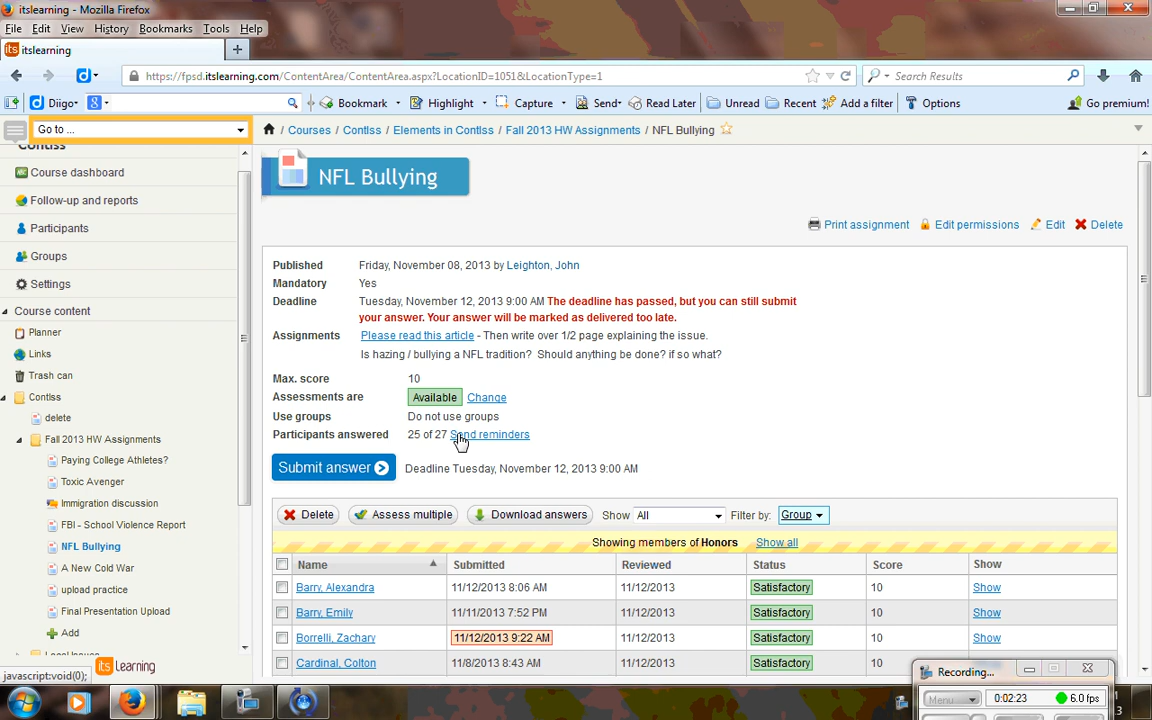 itslearning - Mozilla Firefox
File Edit View History Bookmarks Tools Help
itslearning
https://fpsd.itslearning.com/ContentArea/ContentArea.aspx?LocationID=1051&LocationType=1
Search Results
Diigo Bookmark Highlight Capture Send Read Later Unread Recent Add a filter Options Go premium!
Go to ...
/ Courses / ContIss / Elements in ContIss / Fall 2013 HW Assignments / NFL Bullying
ContIss
Course dashboard
Follow-up and reports
Participants
Groups
Settings
Course content
Planner
Links
Trash can
ContIss
delete
Fall 2013 HW Assignments
Paying College Athletes?
Toxic Avenger
Immigration discussion
FBI - School Violence Report
NFL Bullying
A New Cold War
upload practice
Final Presentation Upload
Add
Local Issues
its Learning
javascript:void(0);
NFL Bullying
Print assignment Edit permissions Edit Delete
Published Friday, November 08, 2013 by Leighton, John
Mandatory Yes
Deadline Tuesday, November 12, 2013 9:00 AM The deadline has passed, but you can still submit
your answer. Your answer will be marked as delivered too late.
Assignments Please read this article - Then write over 1/2 page explaining the issue.
Is hazing / bullying a NFL tradition? Should anything be done? if so what?
Max. score 10
Assessments are Available Change
Use groups Do not use groups
Participants answered 25 of 27 Send reminders
Submit answer Deadline Tuesday, November 12, 2013 9:00 AM
Delete Assess multiple Download answers Show All Filter by: Group
Showing members of Honors Show all
Name Submitted Reviewed Status Score Show
Barry, Alexandra 11/12/2013 8:06 AM 11/12/2013 Satisfactory 10 Show
Barry, Emily 11/11/2013 7:52 PM 11/12/2013 Satisfactory 10 Show
Borrelli, Zachary 11/12/2013 9:22 AM 11/12/2013 Satisfactory 10 Show
Cardinal, Colton 11/8/2013 8:43 AM 11/12/2013 Satisfactory 10 Show
Recording...
Menu 0:02:23 6.0 fps